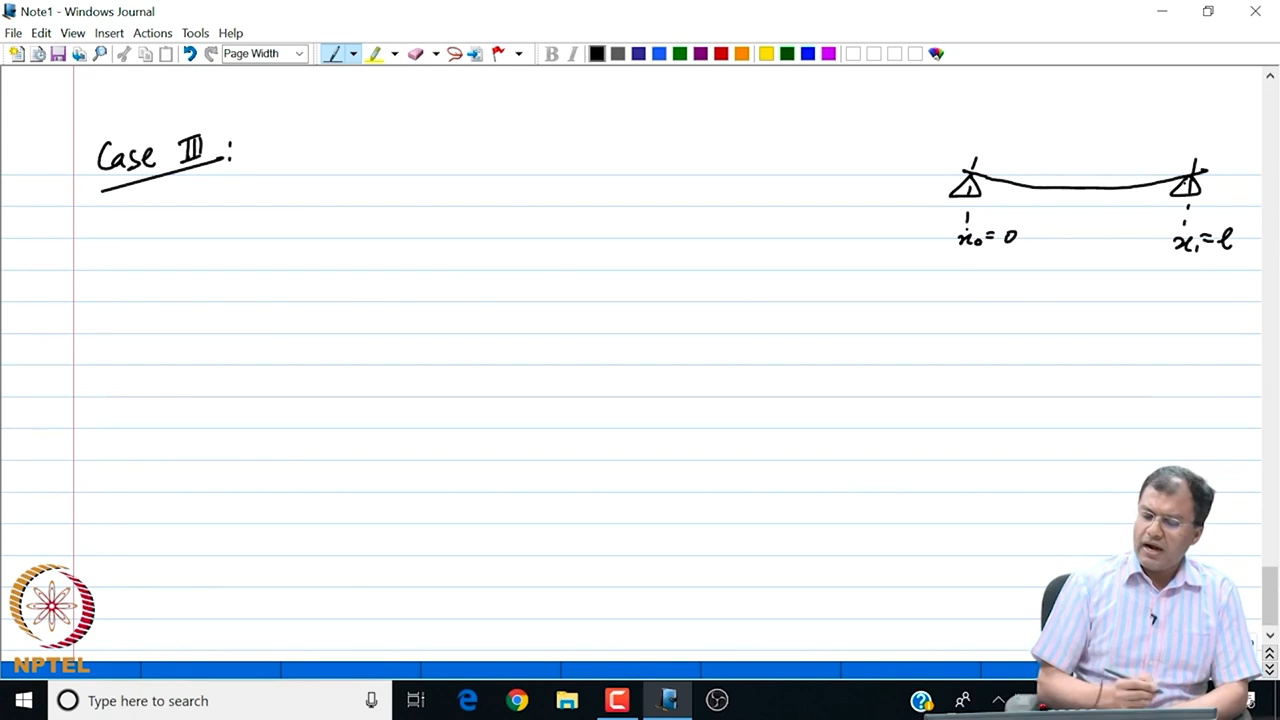 Note1 - Windows Journal
File Edit View Insert Actions Tools Help
Page Width
B I
Case III :
x₀ = 0
x₁ = l
NPTEL
Type here to search